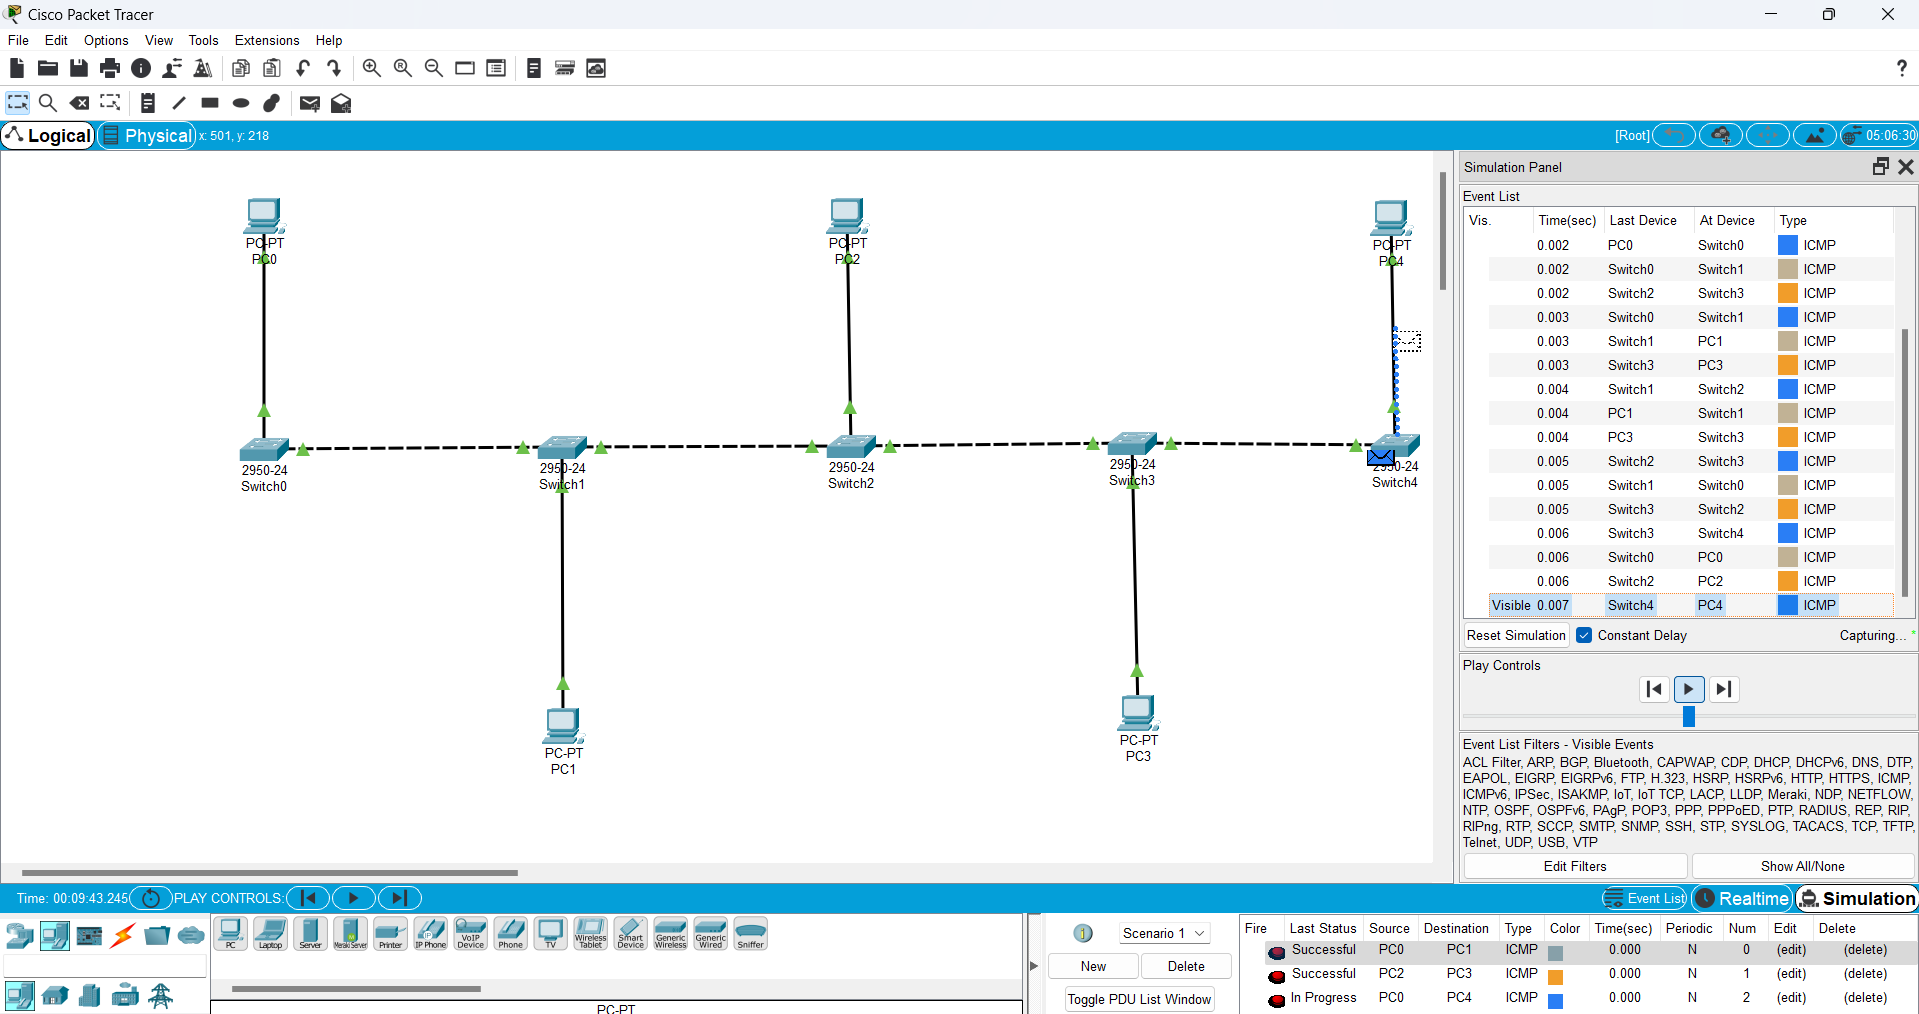 Cisco Packet Tracer
File Edit Options View Tools Extensions Help
Logical Physical x: 501, y: 218 [Root] 05:06:30
PC-PT
PC0
PC-PT
PC2
PC-PT
PC4
2950-24
Switch0
2950-24
Switch1
2950-24
Switch2
2950-24
Switch3
2950-24
Switch4
PC-PT
PC1
PC-PT
PC3
Simulation Panel
Event List
Vis. Time(sec) Last Device At Device Type
0.002 PC0 Switch0 ICMP
0.002 Switch0 Switch1 ICMP
0.002 Switch2 Switch3 ICMP
0.003 Switch0 Switch1 ICMP
0.003 Switch1 PC1 ICMP
0.003 Switch3 PC3 ICMP
0.004 Switch1 Switch2 ICMP
0.004 PC1 Switch1 ICMP
0.004 PC3 Switch3 ICMP
0.005 Switch2 Switch3 ICMP
0.005 Switch1 Switch0 ICMP
0.005 Switch3 Switch2 ICMP
0.006 Switch3 Switch4 ICMP
0.006 Switch0 PC0 ICMP
0.006 Switch2 PC2 ICMP
Visible 0.007 Switch4 PC4 ICMP
Reset Simulation Constant Delay Capturing... *
Play Controls
Event List Filters - Visible Events
ACL Filter, ARP, BGP, Bluetooth, CAPWAP, CDP, DHCP, DHCPv6, DNS, DTP,
EAPOL, EIGRP, EIGRPv6, FTP, H.323, HSRP, HSRPv6, HTTP, HTTPS, ICMP,
ICMPv6, IPSec, ISAKMP, IoT, IoT TCP, LACP, LLDP, Meraki, NDP, NETFLOW,
NTP, OSPF, OSPFv6, PAgP, POP3, PPP, PPPoED, PTP, RADIUS, REP, RIP,
RIPng, RTP, SCCP, SMTP, SNMP, SSH, STP, SYSLOG, TACACS, TCP, TFTP,
Telnet, UDP, USB, VTP
Edit Filters Show All/None
Time: 00:09:43.245 PLAY CONTROLS: Event List Realtime Simulation
PC Laptop Server MerakiServer Printer IP Phone VoIP Device Phone TV Wireless Tablet Smart Device Generic Wireless Generic Wired Sniffer
PC-PT
Scenario 1
New Delete
Toggle PDU List Window
Fire Last Status Source Destination Type Color Time(sec) Periodic Num Edit Delete
Successful PC0 PC1 ICMP 0.000 N 0 (edit) (delete)
Successful PC2 PC3 ICMP 0.000 N 1 (edit) (delete)
In Progress PC0 PC4 ICMP 0.000 N 2 (edit) (delete)